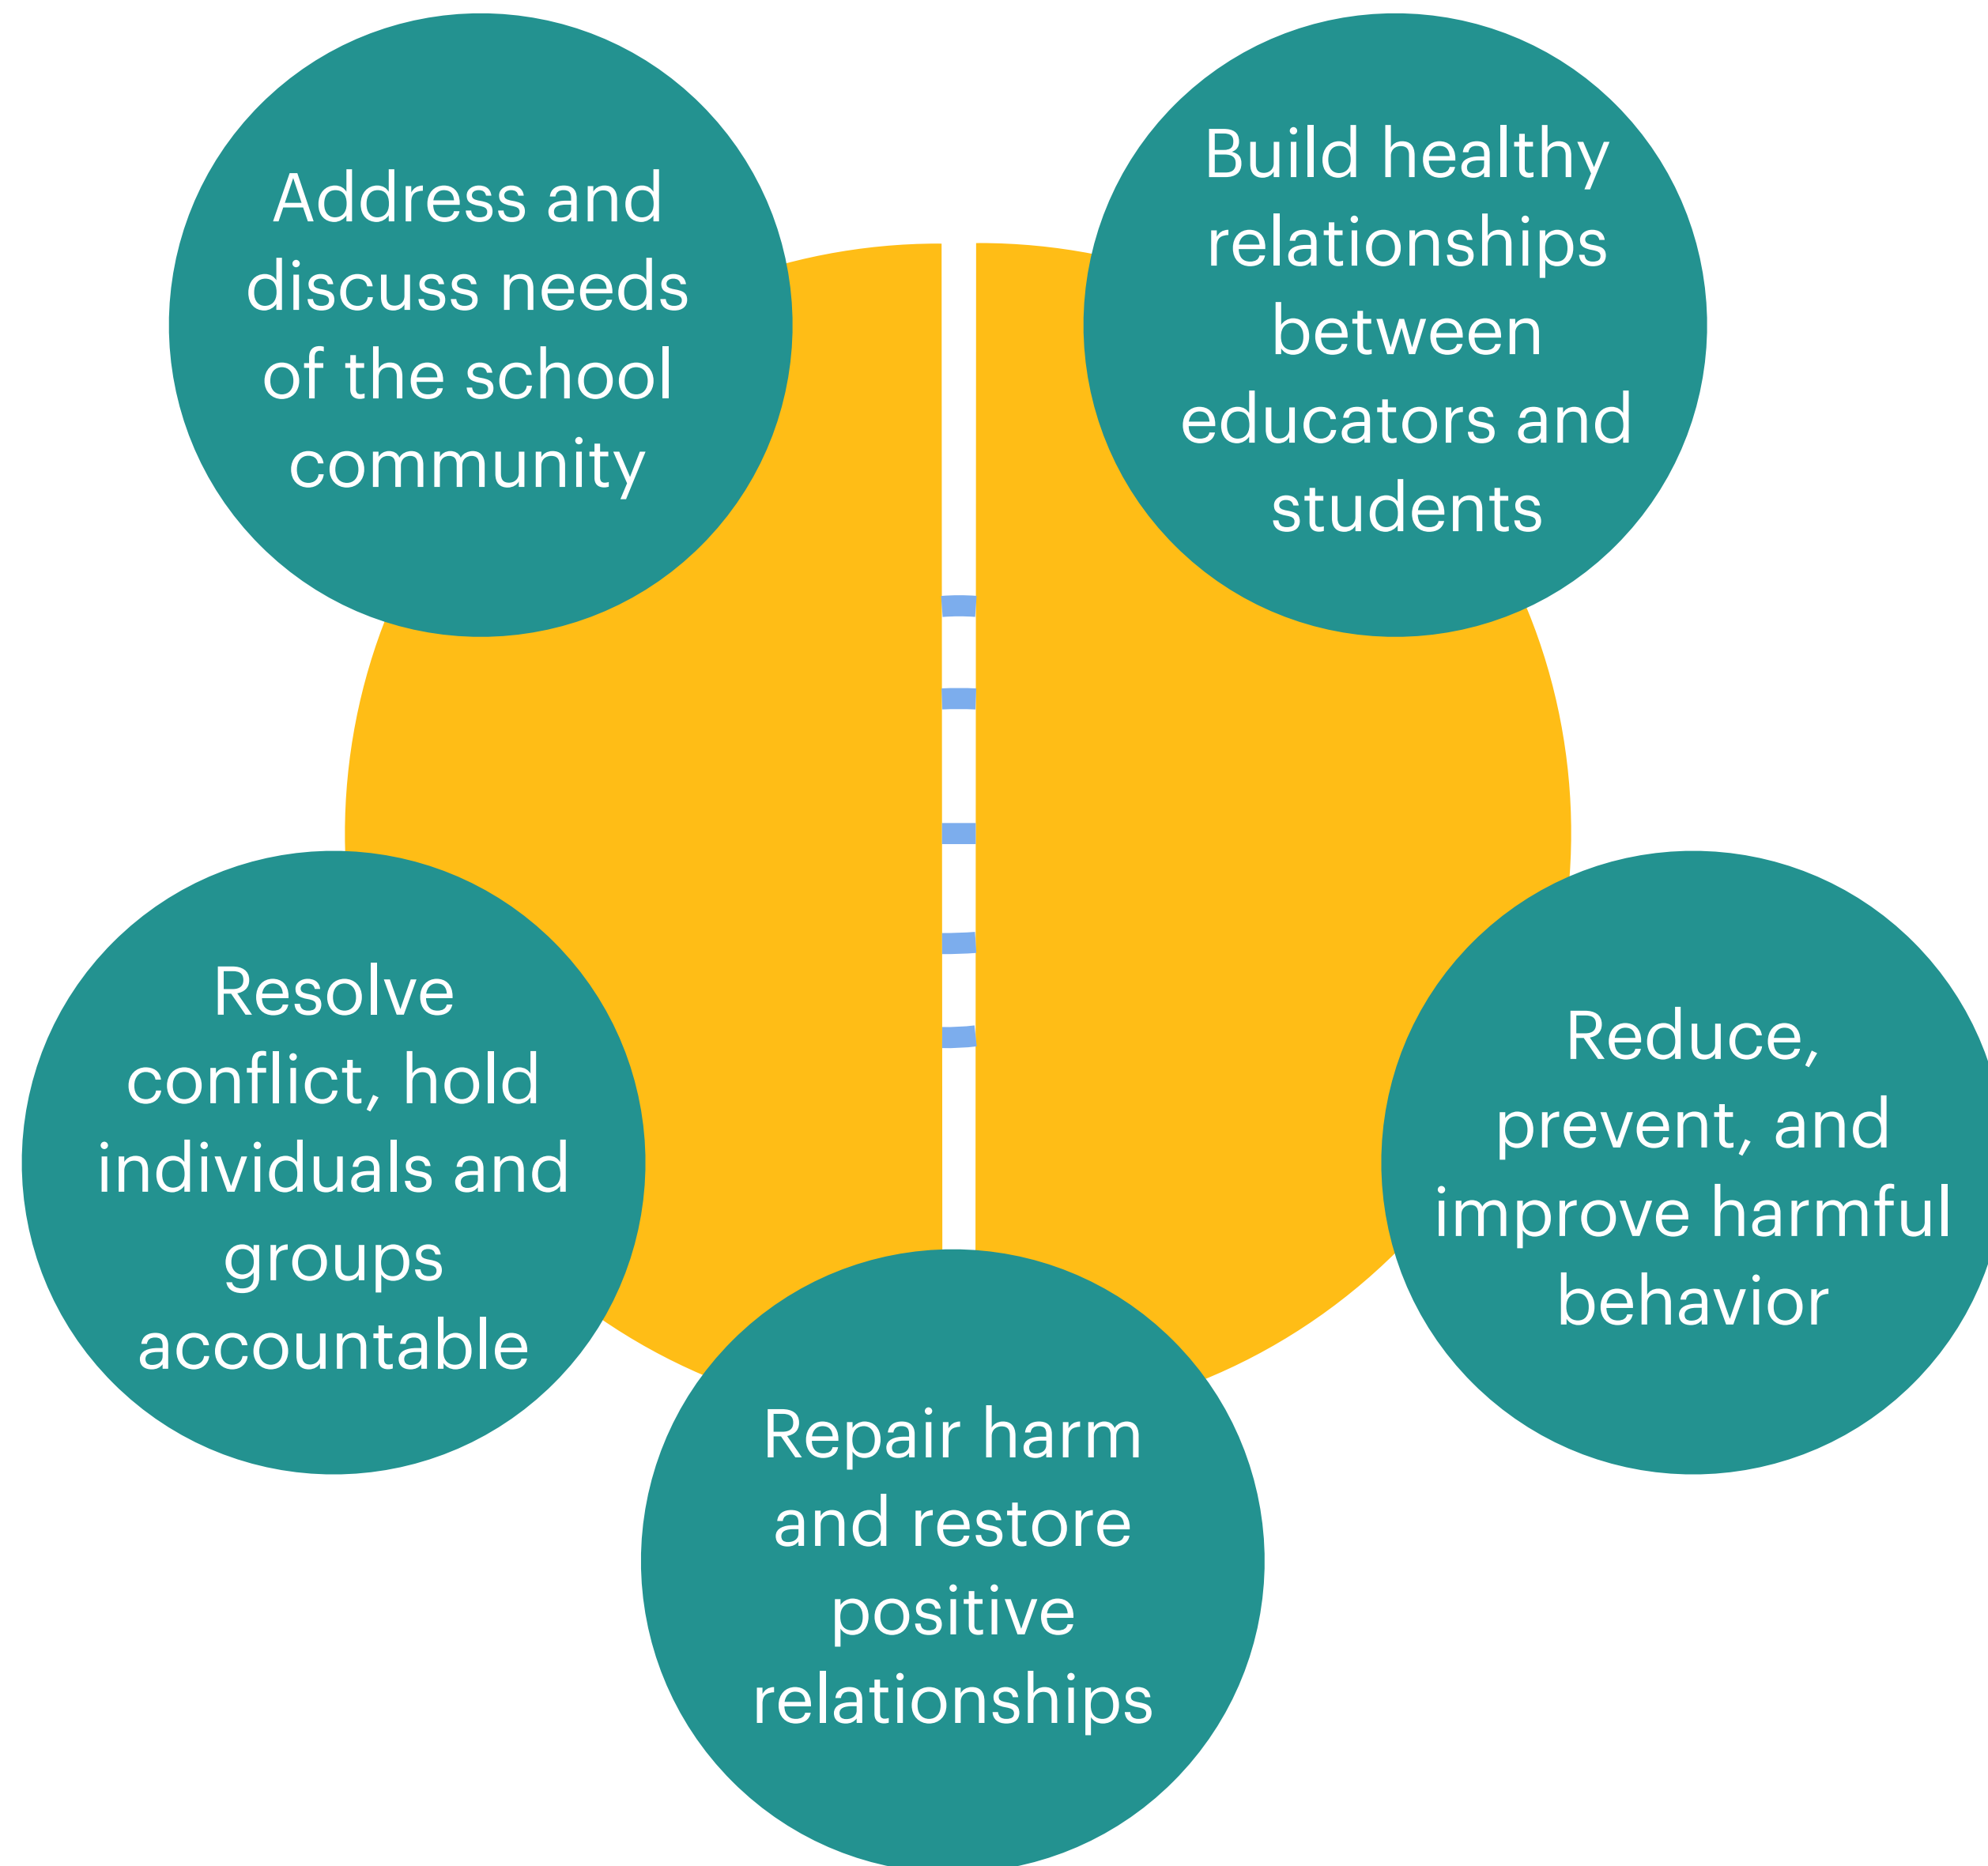 Address and
discuss needs
of the school
community
Build healthy
relationships
between
educators and
students
Resolve
conflict, hold
individuals and
groups
accountable
Reduce,
prevent, and
improve harmful
behavior
Repair harm
and restore
positive
relationships